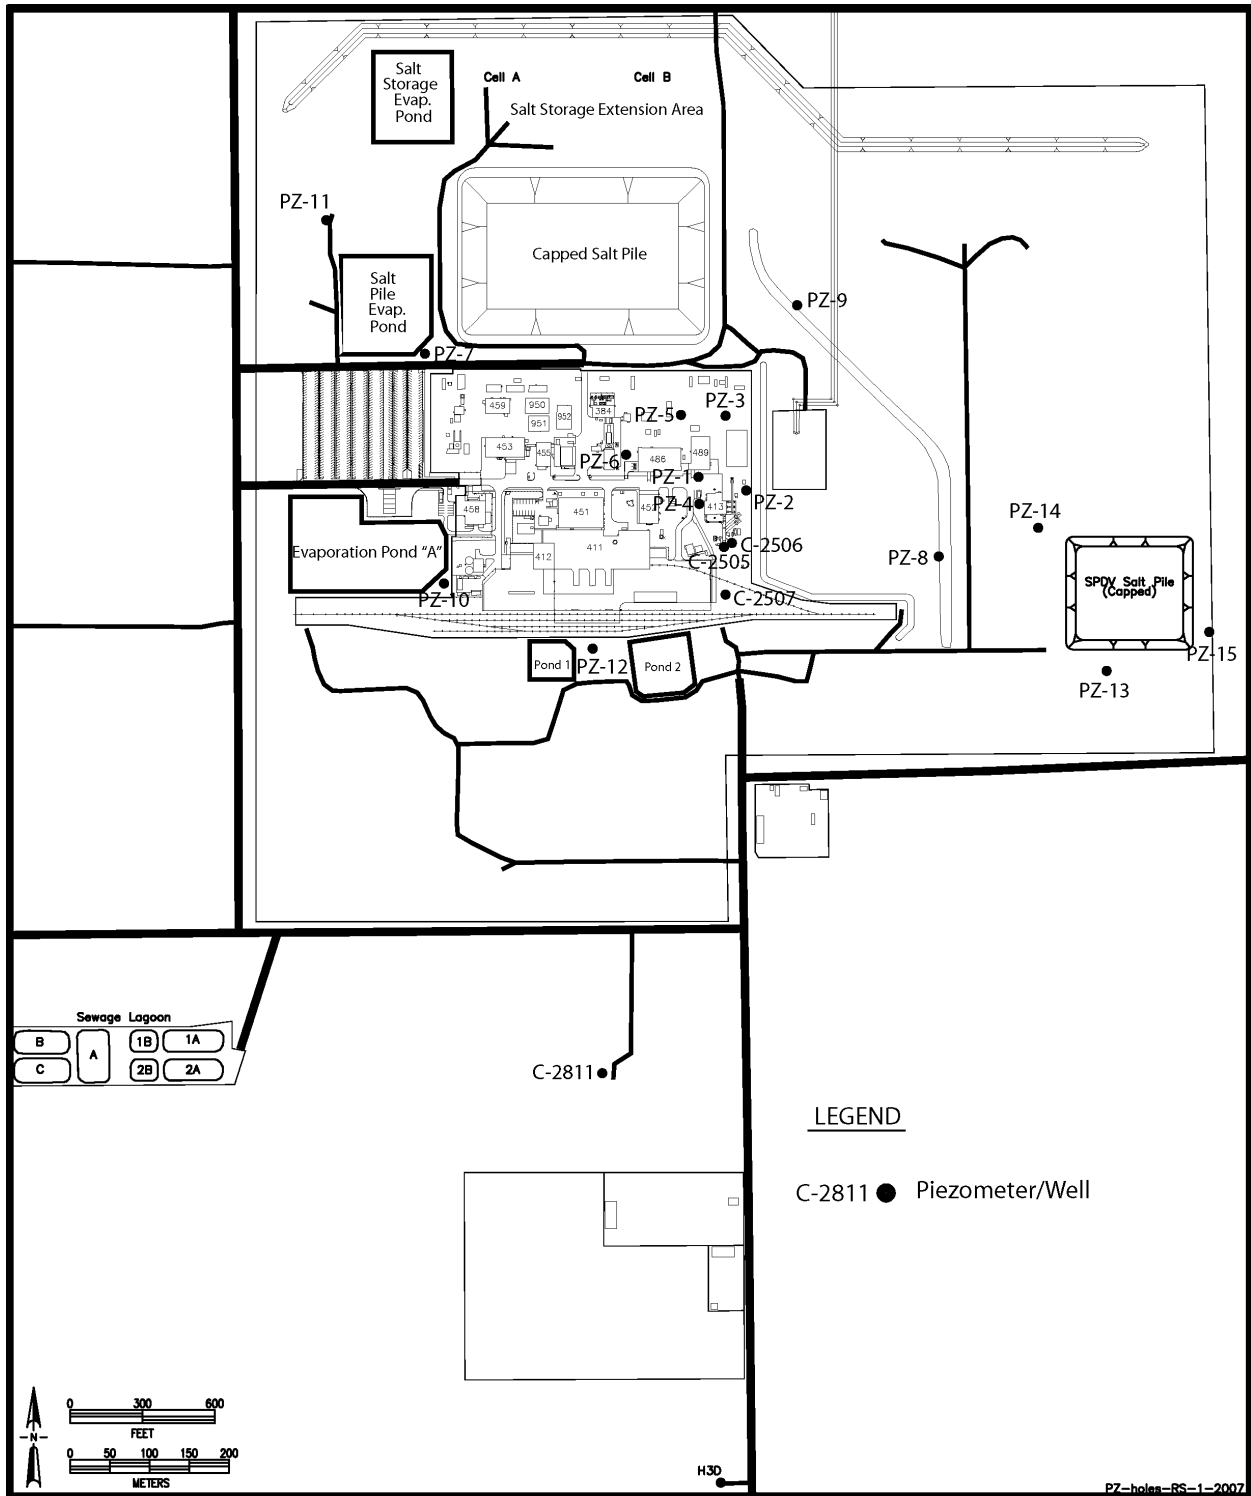 Salt
Storage
Evap.
Pond
Cell A
Cell B
Salt Storage Extension Area
PZ-11
Capped Salt Pile
Salt
Pile
Evap.
Pond
PZ-9
PZ-7
459
950
951
952
384
PZ-5
PZ-3
453
455
PZ-6
486
489
PZ-1
PZ-2
458
451
452
PZ-4
413
PZ-14
Evaporation Pond "A"
412
411
C-2506
C-2505
PZ-8
SPDV Salt Pile
(Capped)
PZ-10
C-2507
PZ-15
Pond 1
PZ-12
Pond 2
PZ-13
Sewage Lagoon
B
A
1B
1A
C
2B
2A
C-2811
LEGEND
C-2811 Piezometer/Well
0 300 600
FEET
N
0 50 100 150 200
METERS
H3D
PZ-holes-RS-1-2007